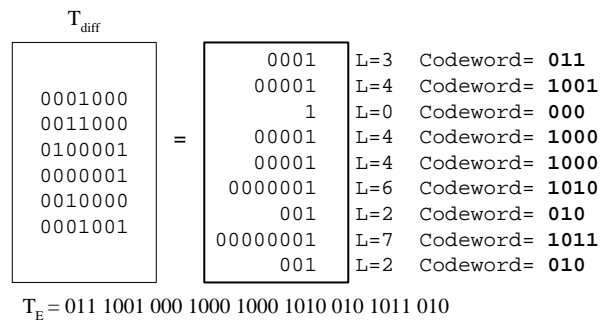 T_diff
0001000
0011000
0100001
0000001
0010000
0001001
=
0001 L=3 Codeword= 011
00001 L=4 Codeword= 1001
1 L=0 Codeword= 000
00001 L=4 Codeword= 1000
00001 L=4 Codeword= 1000
0000001 L=6 Codeword= 1010
001 L=2 Codeword= 010
00000001 L=7 Codeword= 1011
001 L=2 Codeword= 010
T_E = 011 1001 000 1000 1000 1010 010 1011 010